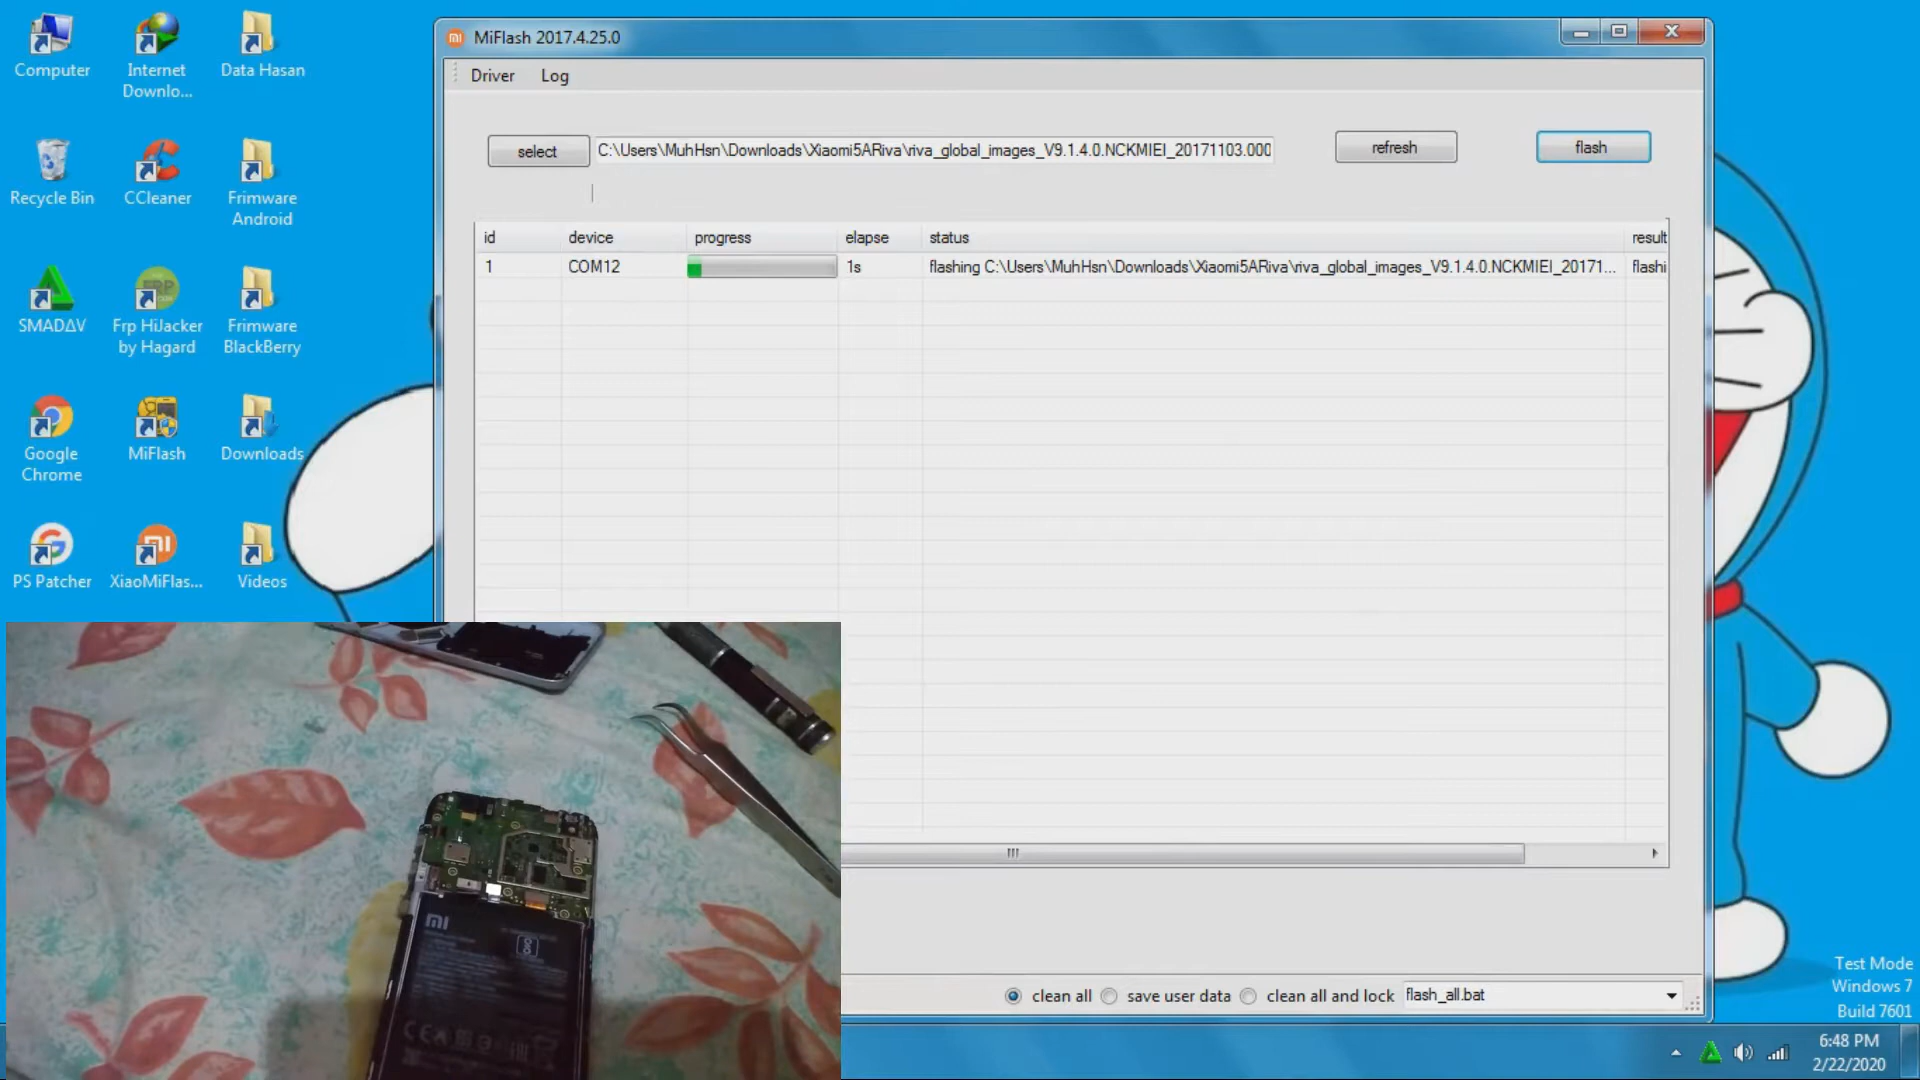 Computer
Internet
Downlo...
Data Hasan
Recycle Bin
CCleaner
Frimware
Android
SMADΔV
Frp HiJacker
by Hagard
Frimware
BlackBerry
Google
Chrome
MiFlash
Downloads
PS Patcher
XiaoMiFlas...
Videos
MiFlash 2017.4.25.0
Driver Log
select C:\Users\MuhHsn\Downloads\Xiaomi5ARiva\riva_global_images_V9.1.4.0.NCKMIEI_20171103.000 refresh flash
id device progress elapse status result
1 COM12 1s flashing C:\Users\MuhHsn\Downloads\Xiaomi5ARiva\riva_global_images_V9.1.4.0.NCKMIEI_20171... flashi
clean all save user data clean all and lock flash_all.bat
Test Mode
Windows 7
Build 7601
6:48 PM
2/22/2020